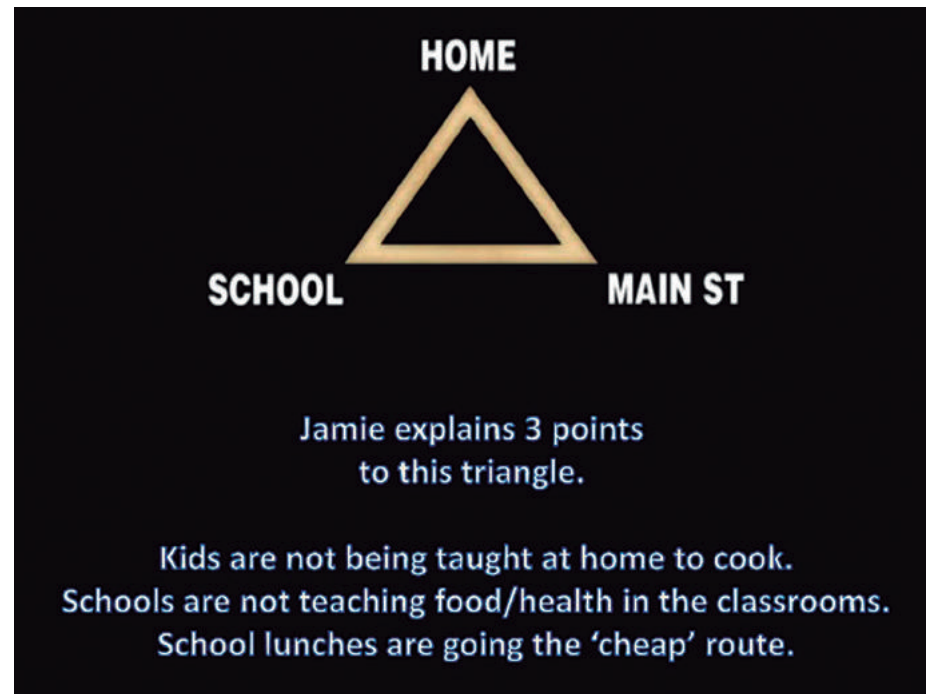 HOME
SCHOOL
MAIN ST
Jamie explains 3 points
to this triangle.
Kids are not being taught at home to cook.
Schools are not teaching food/health in the classrooms.
School lunches are going the ‘cheap’ route.